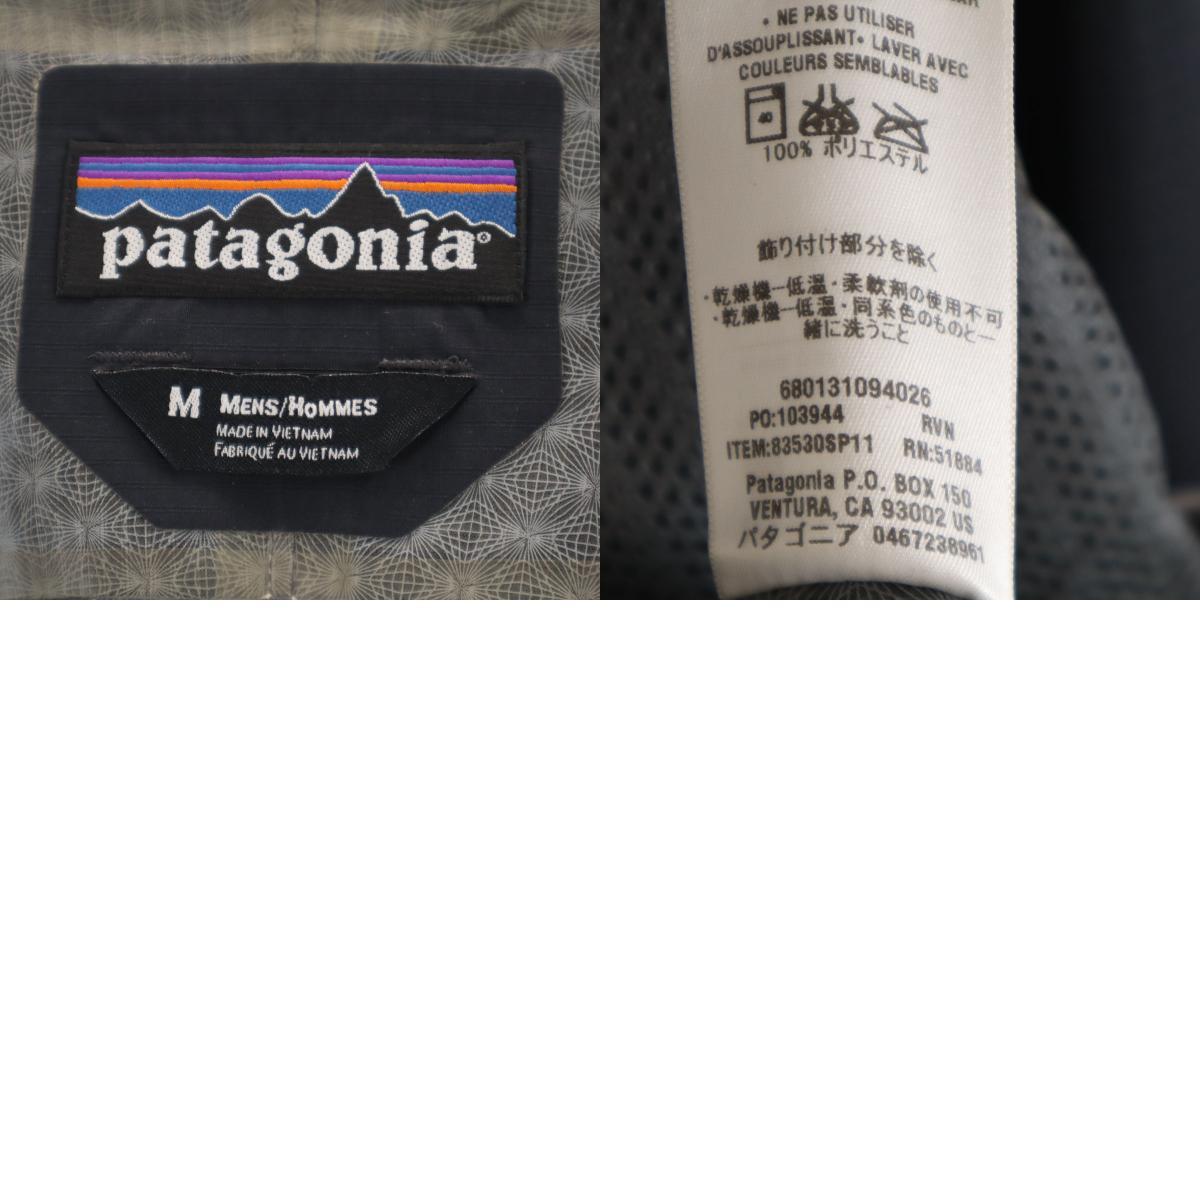 patagonia®
M MENS/HOMMES
MADE IN VIETNAM
FABRIQUÉ AU VIETNAM
• NE PAS UTILISER
D'ASSOUPLISSANT• LAVER AVEC
COULEURS SEMBLABLES
40
100% ポリエステル
飾り付け部分を除く
・乾燥機－低温・柔軟剤の使用不可
・乾燥機－低温・同系色のものと一
緒に洗うこと
680131094026
PO:103944 RVN
ITEM:83530SP11 RN:51884
Patagonia P.O. BOX 150
VENTURA, CA 93002 US
パタゴニア 0467238961